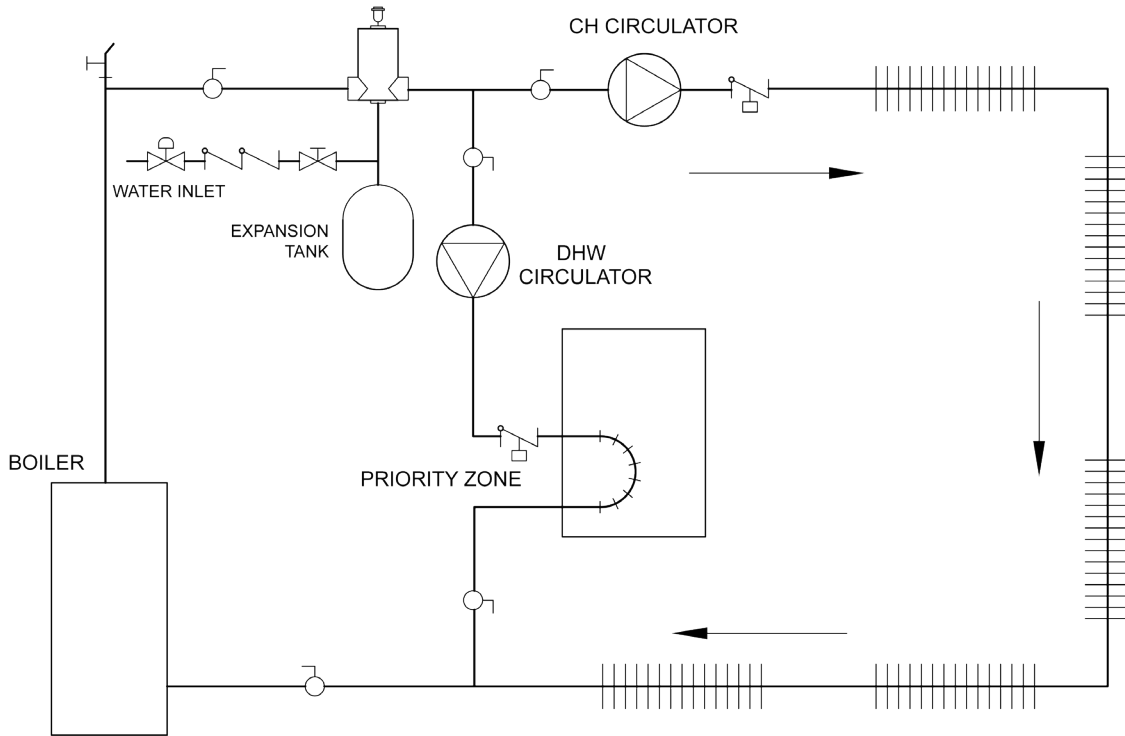 CH CIRCULATOR
WATER INLET
EXPANSION
TANK
DHW
CIRCULATOR
BOILER
PRIORITY ZONE